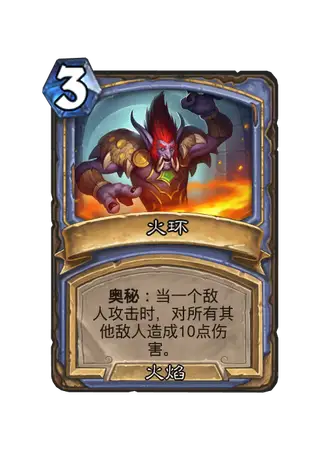 3
火环
奥秘：当一个敌
人攻击时，对所有其
他敌人造成10点伤
害。
火焰